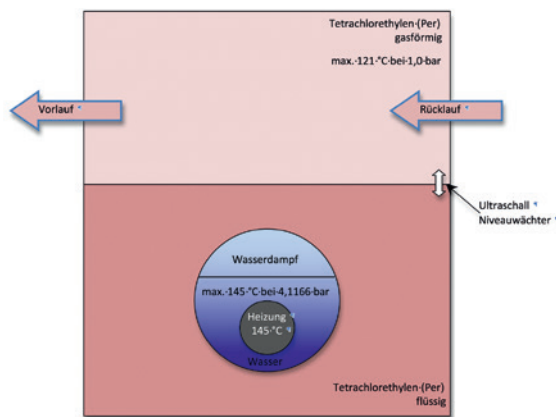 Tetrachlorethylen·(Per)
gasförmig
max.·121·°C·bei·1,0·bar
Vorlauf
Rücklauf
Ultraschall
Niveauwächter
Wasserdampf
max.·145·°C·bei·4,1166·bar
Heizung
145·°C
Wasser
Tetrachlorethylen·(Per)
flüssig